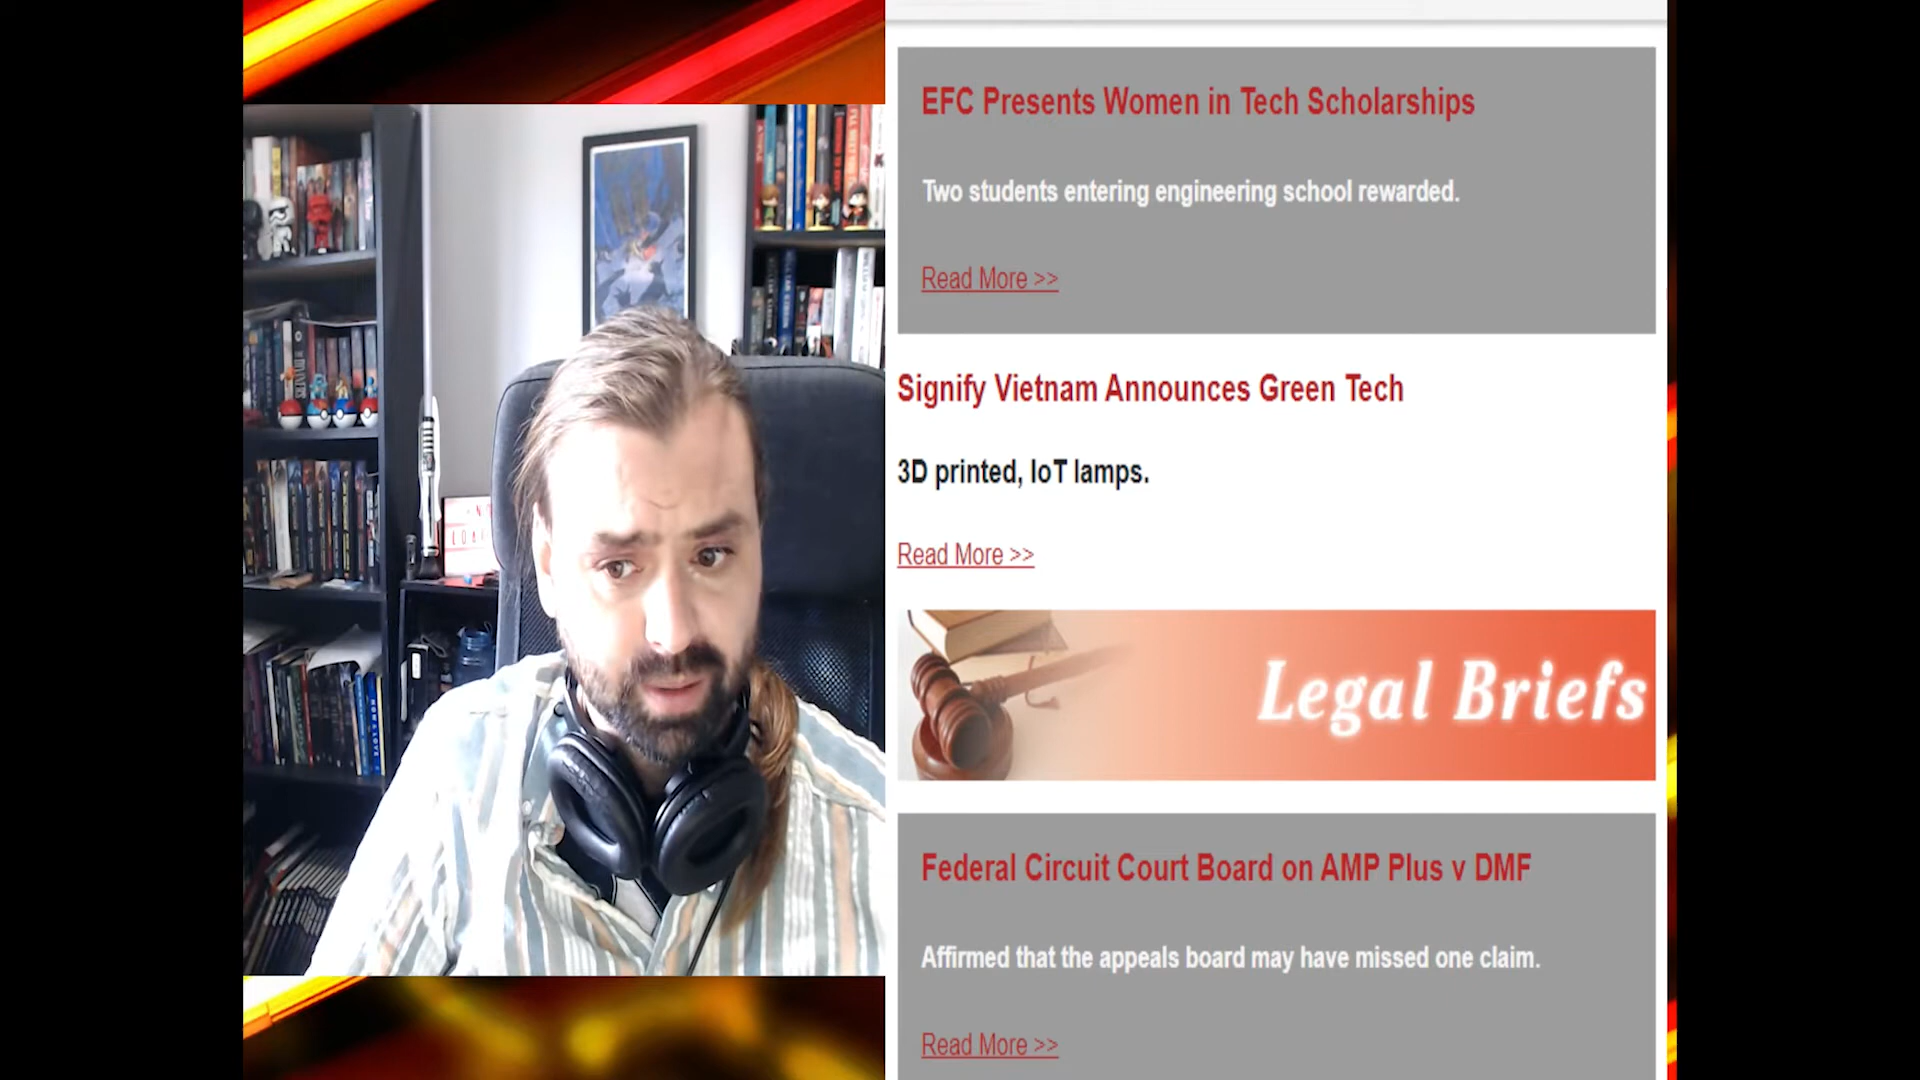 EFC Presents Women in Tech Scholarships
Two students entering engineering school rewarded.
Read More >>
Signify Vietnam Announces Green Tech
3D printed, IoT lamps.
Read More >>
Legal Briefs
Federal Circuit Court Board on AMP Plus v DMF
Affirmed that the appeals board may have missed one claim.
Read More >>